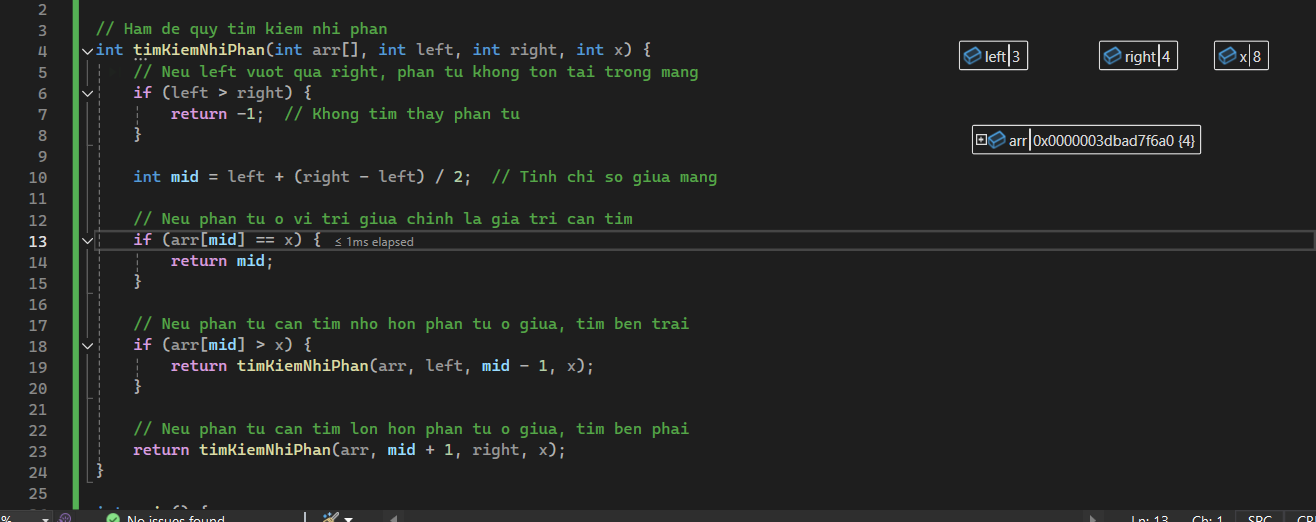 2
3 // Ham de quy tim kiem nhi phan
4 int timKiemNhiPhan(int arr[], int left, int right, int x) {
left 3 right 4 x 8
5 // Neu left vuot qua right, phan tu khong ton tai trong mang
6 if (left > right) {
7 return -1; // Khong tim thay phan tu
8 }
arr 0x0000003dbad7f6a0 {4}
9
10 int mid = left + (right - left) / 2; // Tinh chi so giua mang
11
12 // Neu phan tu o vi tri giua chinh la gia tri can tim
13 if (arr[mid] == x) { ≤ 1ms elapsed
14 return mid;
15 }
16
17 // Neu phan tu can tim nho hon phan tu o giua, tim ben trai
18 if (arr[mid] > x) {
19 return timKiemNhiPhan(arr, left, mid - 1, x);
20 }
21
22 // Neu phan tu can tim lon hon phan tu o giua, tim ben phai
23 return timKiemNhiPhan(arr, mid + 1, right, x);
24 }
25
% No issues found Ln: 13 Ch: 1 SPC